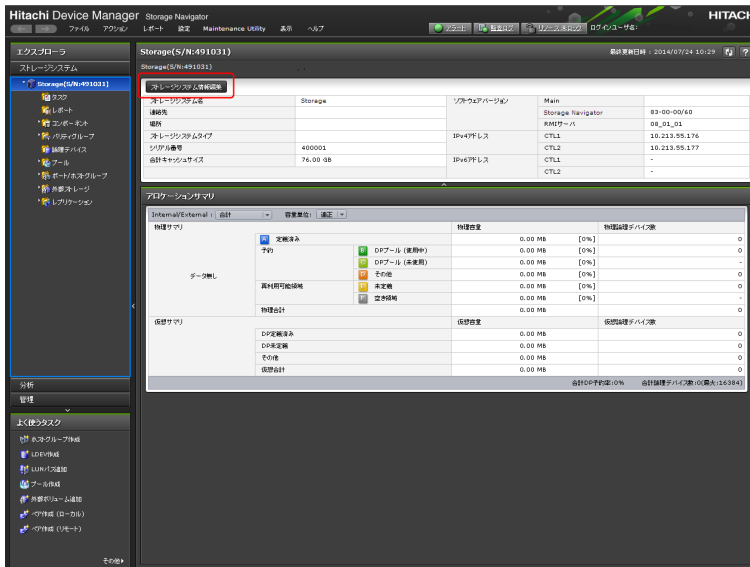 Hitachi Device Manager Storage Navigator
HITACHI
ファイル アクション レポート 設定 Maintenance Utility 表示 ヘルプ
アラート 監査ログ リソースロック ログインユーザ名:
エクスプローラ
ストレージシステム
Storage(S/N:491031)
タスク
レポート
コンポーネント
パリティグループ
論理デバイス
プール
ポート/ホストグループ
外部ストレージ
レプリケーション
分析
管理
よく使うタスク
ホストグループ作成
LDEV作成
LUNパス追加
プール作成
外部ボリューム追加
ペア作成 (ローカル)
ペア作成 (リモート)
その他
Storage(S/N:491031)
最終更新日時 : 2014/07/24 10:29
Storage(S/N:491031)
ストレージシステム情報編集
ストレージシステム名 Storage ソフトウェアバージョン Main
連絡先 Storage Navigator 83-00-00/60
場所 RMIサーバ 08_01_01
ストレージシステムタイプ IPv4アドレス CTL1 10.213.55.176
シリアル番号 400001 CTL2 10.213.55.177
合計キャッシュサイズ 76.00 GB IPv6アドレス CTL1 -
CTL2 -
アロケーションサマリ
Internal/External : 合計 容量単位: 適正
物理サマリ 物理容量 物理論理デバイス数
データ無し
A 定義済み 0.00 MB [0%] 0
予約 B DPプール (使用中) 0.00 MB [0%] 0
C DPプール (未使用) 0.00 MB [0%] -
D その他 0.00 MB [0%] 0
再利用可能領域 E 未定義 0.00 MB [0%] 0
F 空き領域 0.00 MB [0%] -
物理合計 0.00 MB 0
仮想サマリ 仮想容量 仮想論理デバイス数
DP定義済み 0.00 MB 0
DP未定義 0.00 MB 0
その他 0.00 MB 0
仮想合計 0.00 MB 0
合計DP予約率:0% 合計論理デバイス数:0(最大:16384)